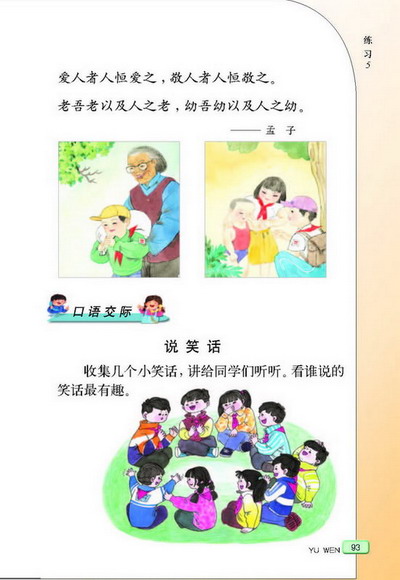 练习5
爱人者人恒爱之，敬人者人恒敬之。
老吾老以及人之老，幼吾幼以及人之幼。
——孟 子
口语交际
说 笑 话
收集几个小笑话，讲给同学们听听。看谁说的
笑话最有趣。
YU WEN 93